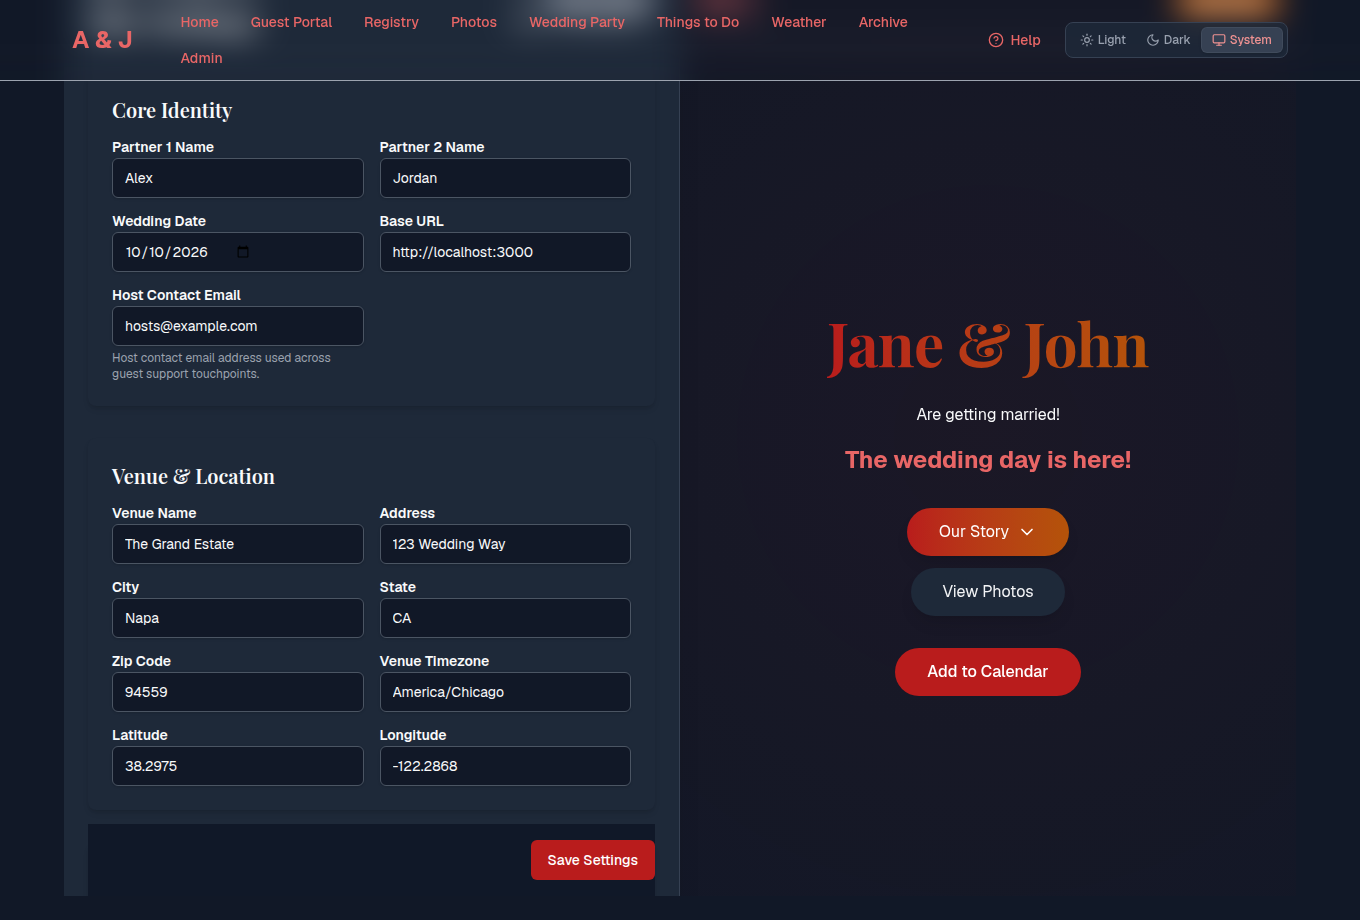 A & J
Home
Guest Portal
Registry
Photos
Wedding Party
Things to Do
Weather
Archive
Admin
Help
Light
Dark
System
Core Identity
Partner 1 Name
Partner 2 Name
Alex
Jordan
Wedding Date
Base URL
10/10/2026
http://localhost:3000
Host Contact Email
hosts@example.com
Host contact email address used across
guest support touchpoints.
Venue & Location
Venue Name
Address
The Grand Estate
123 Wedding Way
City
State
Napa
CA
Zip Code
Venue Timezone
94559
America/Chicago
Latitude
Longitude
38.2975
-122.2868
Save Settings
Jane & John
Are getting married!
The wedding day is here!
Our Story
View Photos
Add to Calendar